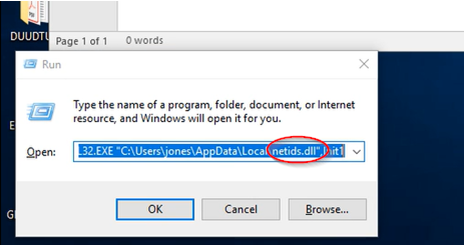 DUUDTU
Page 1 of 1 0 words
Run
Type the name of a program, folder, document, or Internet
resource, and Windows will open it for you.
Open: .32.EXE "C:\Users\jones\AppData\Local\netids.dll",Init1
OK Cancel Browse...